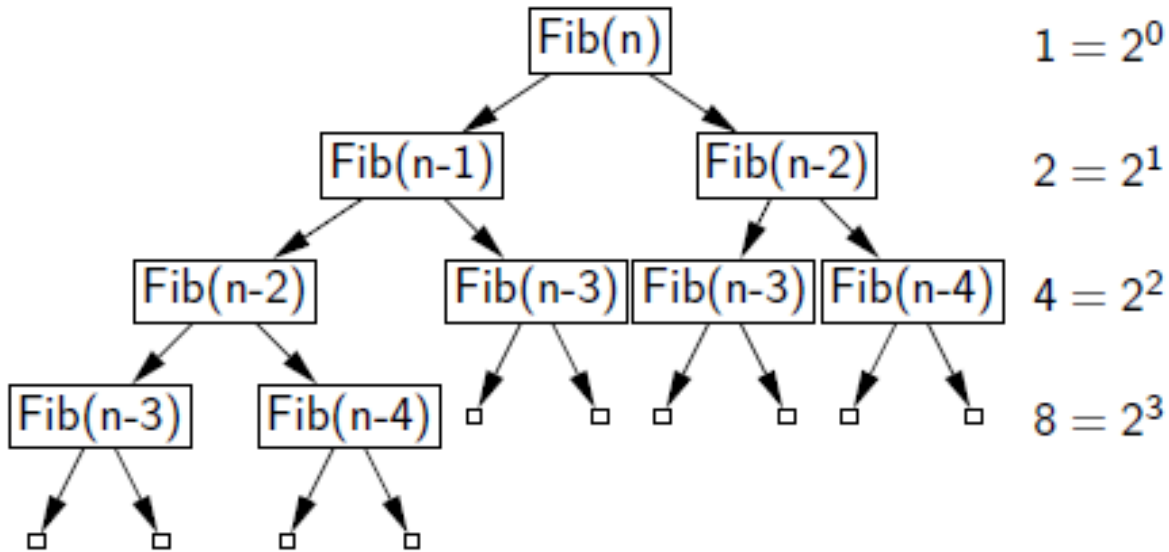 Fib(n) 1 = 2^0
Fib(n-1) Fib(n-2) 2 = 2^1
Fib(n-2) Fib(n-3) Fib(n-3) Fib(n-4) 4 = 2^2
Fib(n-3) Fib(n-4) 8 = 2^3